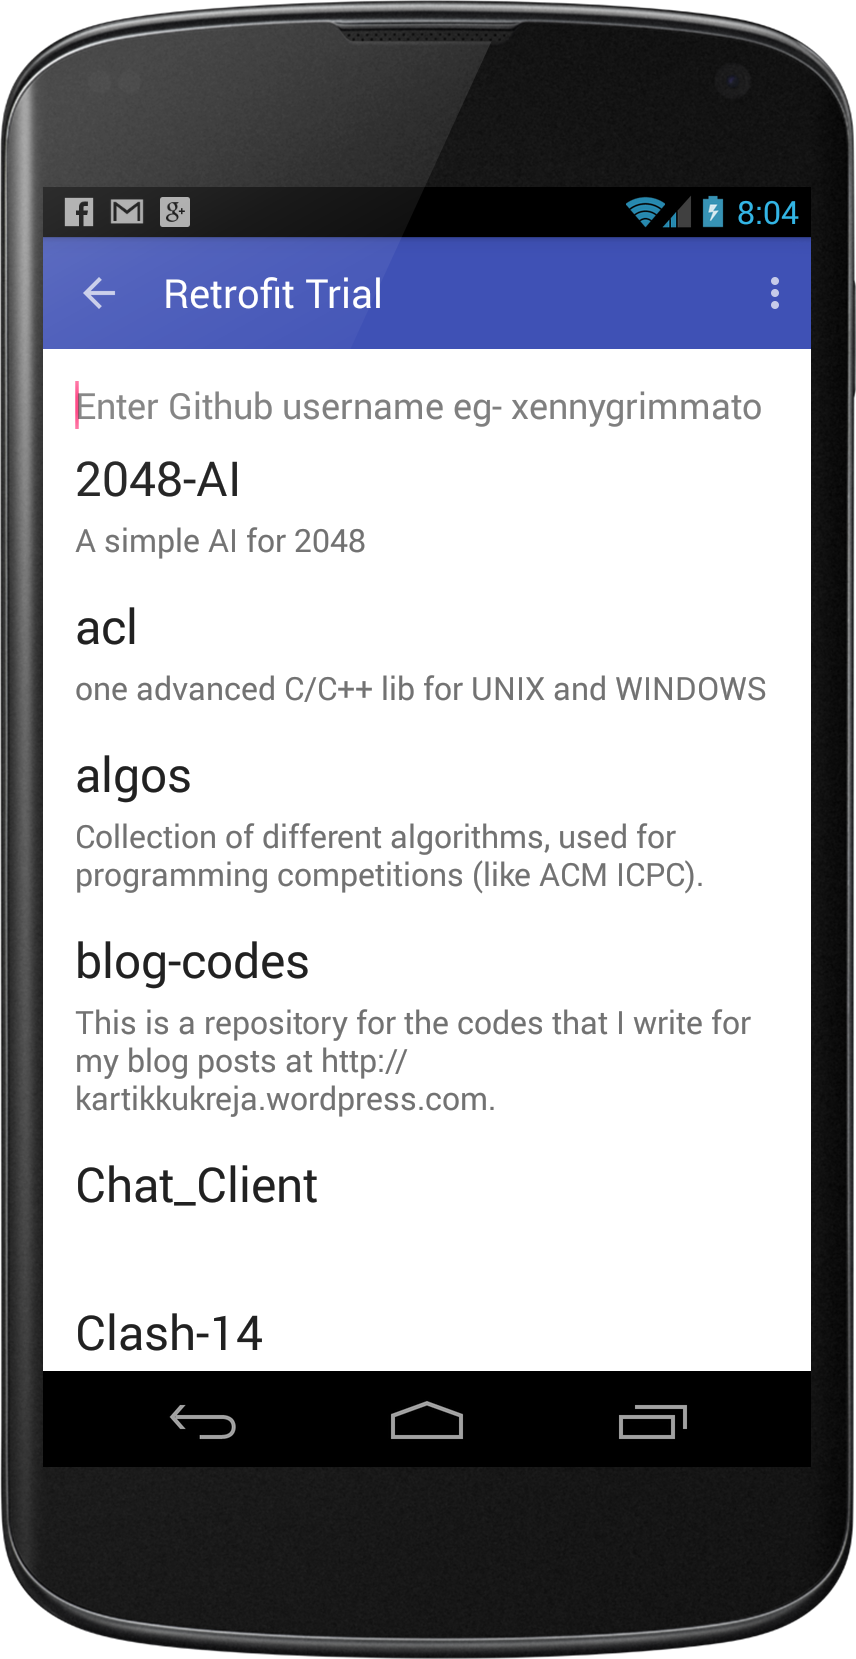 8:04
Retrofit Trial
Enter Github username eg- xennygrimmato
2048-AI
A simple AI for 2048
acl
one advanced C/C++ lib for UNIX and WINDOWS
algos
Collection of different algorithms, used for
programming competitions (like ACM ICPC).
blog-codes
This is a repository for the codes that I write for
my blog posts at http://
kartikkukreja.wordpress.com.
Chat_Client
Clash-14